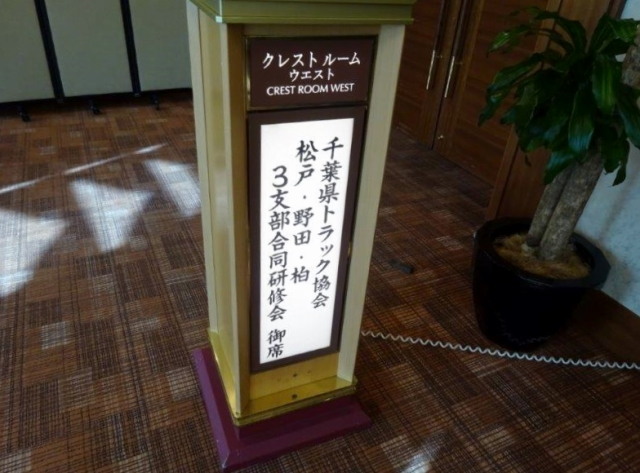 クレスト ルーム
ウエスト
CREST ROOM WEST
千葉県トラック協会
松戸・野田・柏
3支部合同研修会 御席